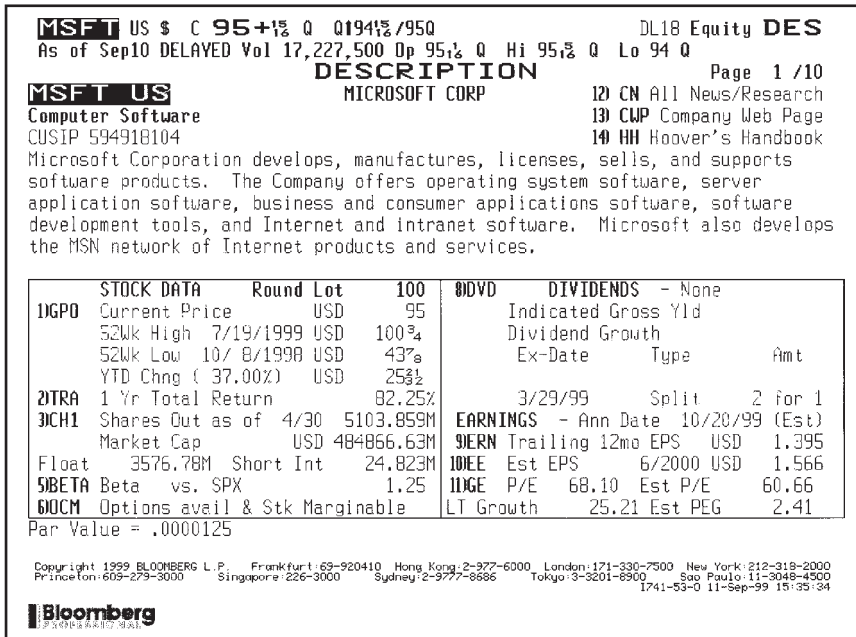 MSFT US $ C 95+15/16 Q Q194 15/16 /95Q DL18 Equity DES
As of Sep10 DELAYED Vol 17,227,500 Op 95 1/16 Q Hi 95 5/16 Q Lo 94 Q
DESCRIPTION Page 1 /10
MSFT US MICROSOFT CORP 12) CN All News/Research
Computer Software 13) CWP Company Web Page
CUSIP 594918104 14) HH Hoover's Handbook
Microsoft Corporation develops, manufactures, licenses, sells, and supports
software products. The Company offers operating system software, server
application software, business and consumer applications software, software
development tools, and Internet and intranet software. Microsoft also develops
the MSN network of Internet products and services.
STOCK DATA Round Lot 100 8)DVD DIVIDENDS - None
1)GPO Current Price USD 95 Indicated Gross Yld
52Wk High 7/19/1999 USD 100 3/4 Dividend Growth
52Wk Low 10/ 8/1998 USD 43 7/8 Ex-Date Type Amt
YTD Chng ( 37.00%) USD 25 21/32
2)TRA 1 Yr Total Return 82.25% 3/29/99 Split 2 for 1
3)CH1 Shares Out as of 4/30 5103.859M EARNINGS - Ann Date 10/20/99 (Est)
Market Cap USD 484866.63M 9)ERN Trailing 12mo EPS USD 1.395
Float 3576.78M Short Int 24.823M 10)EE Est EPS 6/2000 USD 1.566
5)BETA Beta vs. SPX 1.25 11)GE P/E 68.10 Est P/E 60.66
6)OCM Options avail & Stk Marginable LT Growth 25.21 Est PEG 2.41
Par Value = .0000125
Copyright 1999 BLOOMBERG L.P. Frankfurt:69-920410 Hong Kong:2-977-6000 London:171-330-7500 New York:212-318-2000
Princeton:609-279-3000 Singapore:226-3000 Sydney:2-9777-8686 Tokyo:3-3201-8900 Sao Paulo:11-3048-4500
I741-53-0 11-Sep-99 15:35:34
Bloomberg
PROFESSIONAL